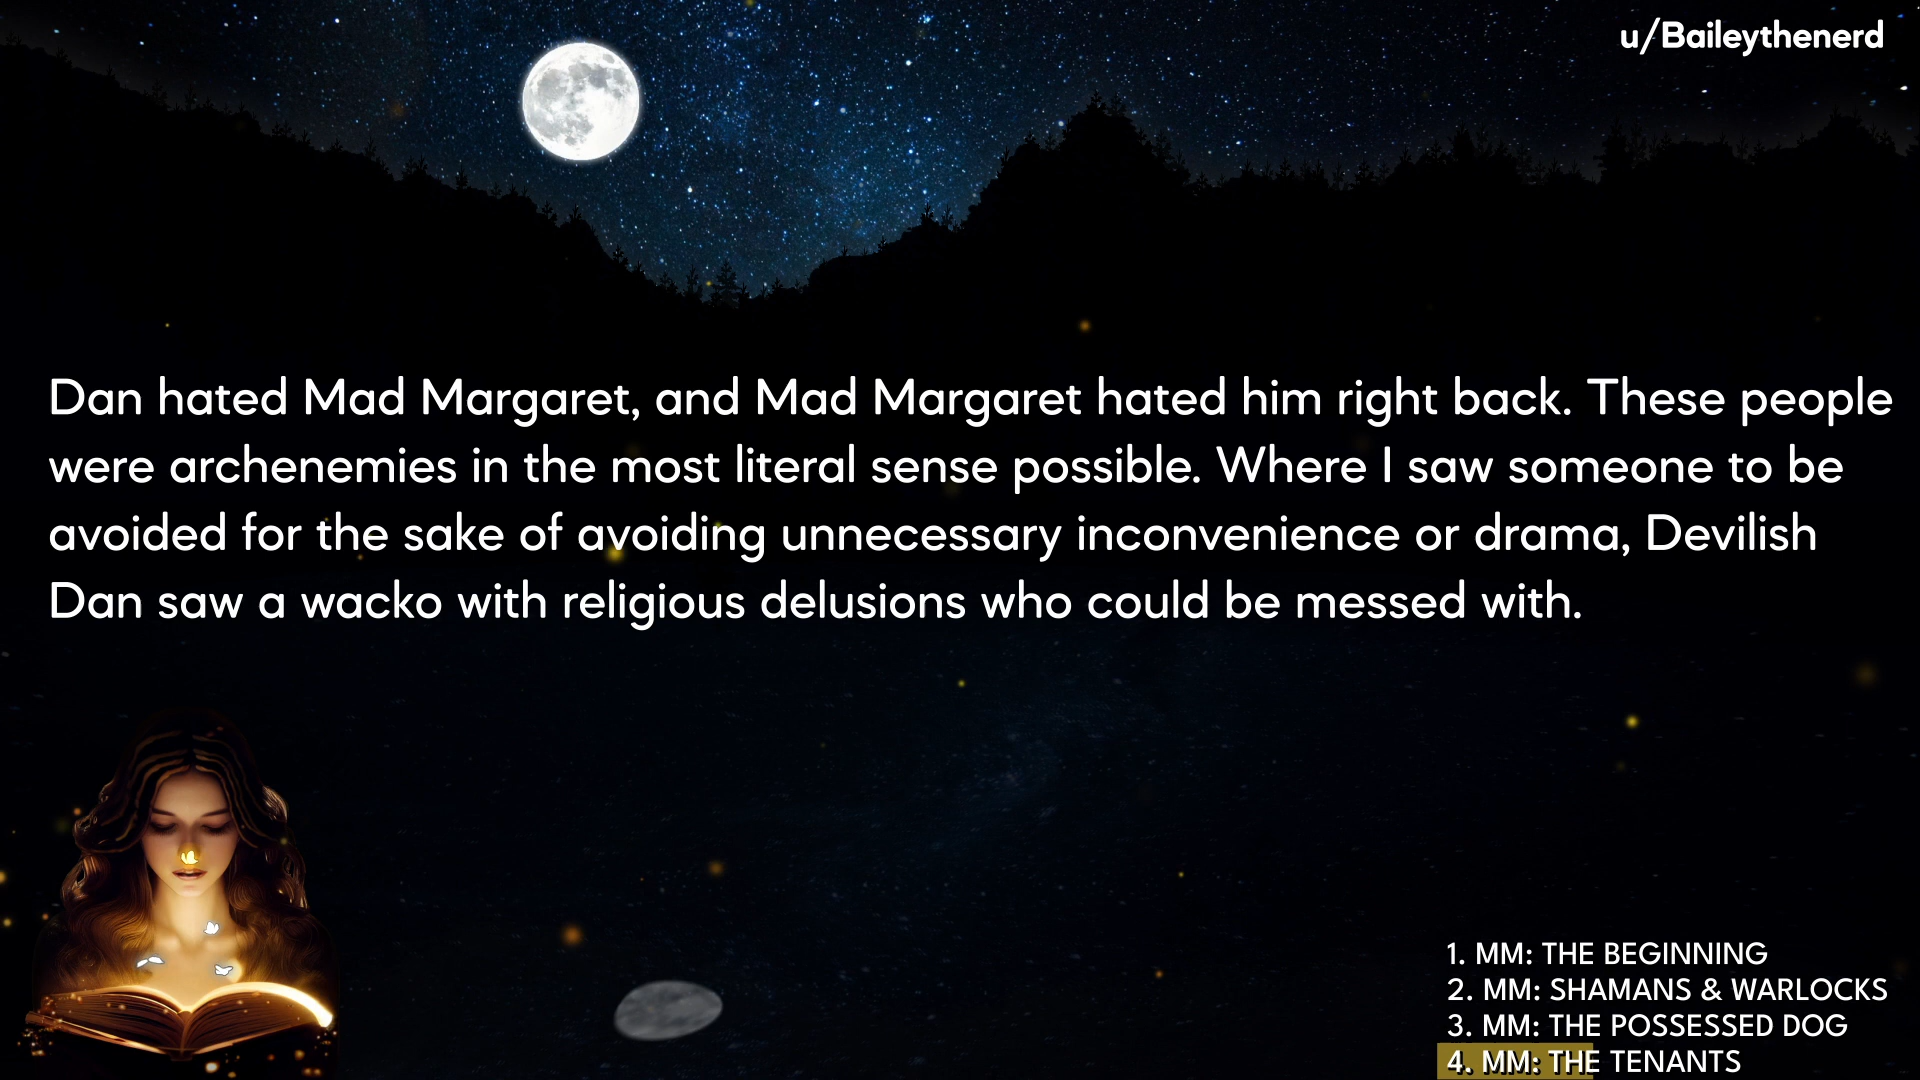 u/Baileythenerd
Dan hated Mad Margaret, and Mad Margaret hated him right back. These people
were archenemies in the most literal sense possible. Where I saw someone to be
avoided for the sake of avoiding unnecessary inconvenience or drama, Devilish
Dan saw a wacko with religious delusions who could be messed with.
1. MM: THE BEGINNING
2. MM: SHAMANS & WARLOCKS
3. MM: THE POSSESSED DOG
4. MM: THE TENANTS